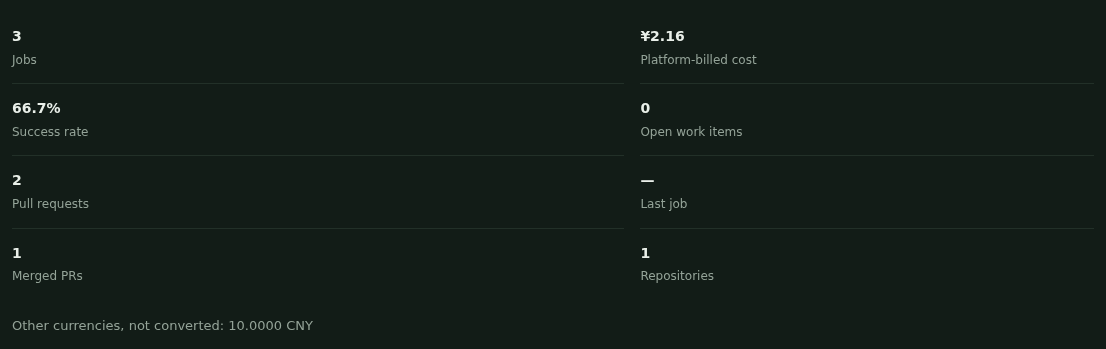 3
Jobs
66.7%
Success rate
2
Pull requests
1
Merged PRs
¥2.16
Platform-billed cost
0
Open work items
—
Last job
1
Repositories
Other currencies, not converted: 10.0000 CNY